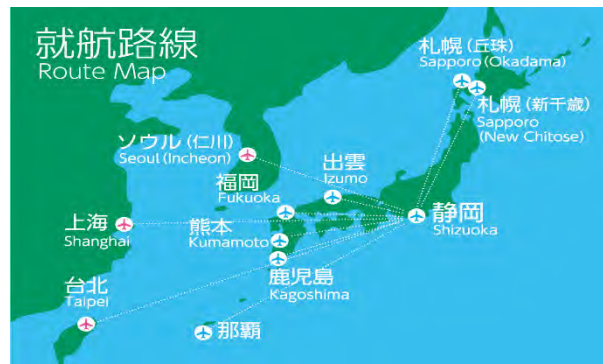 就航路線
Route Map
札幌(丘珠)
Sapporo (Okadama)
札幌(新千歳)
Sapporo
(New Chitose)
ソウル(仁川)
Seoul (Incheon)
出雲
Izumo
福岡
Fukuoka
静岡
Shizuoka
上海
Shanghai
熊本
Kumamoto
鹿児島
Kagoshima
台北
Taipei
那覇